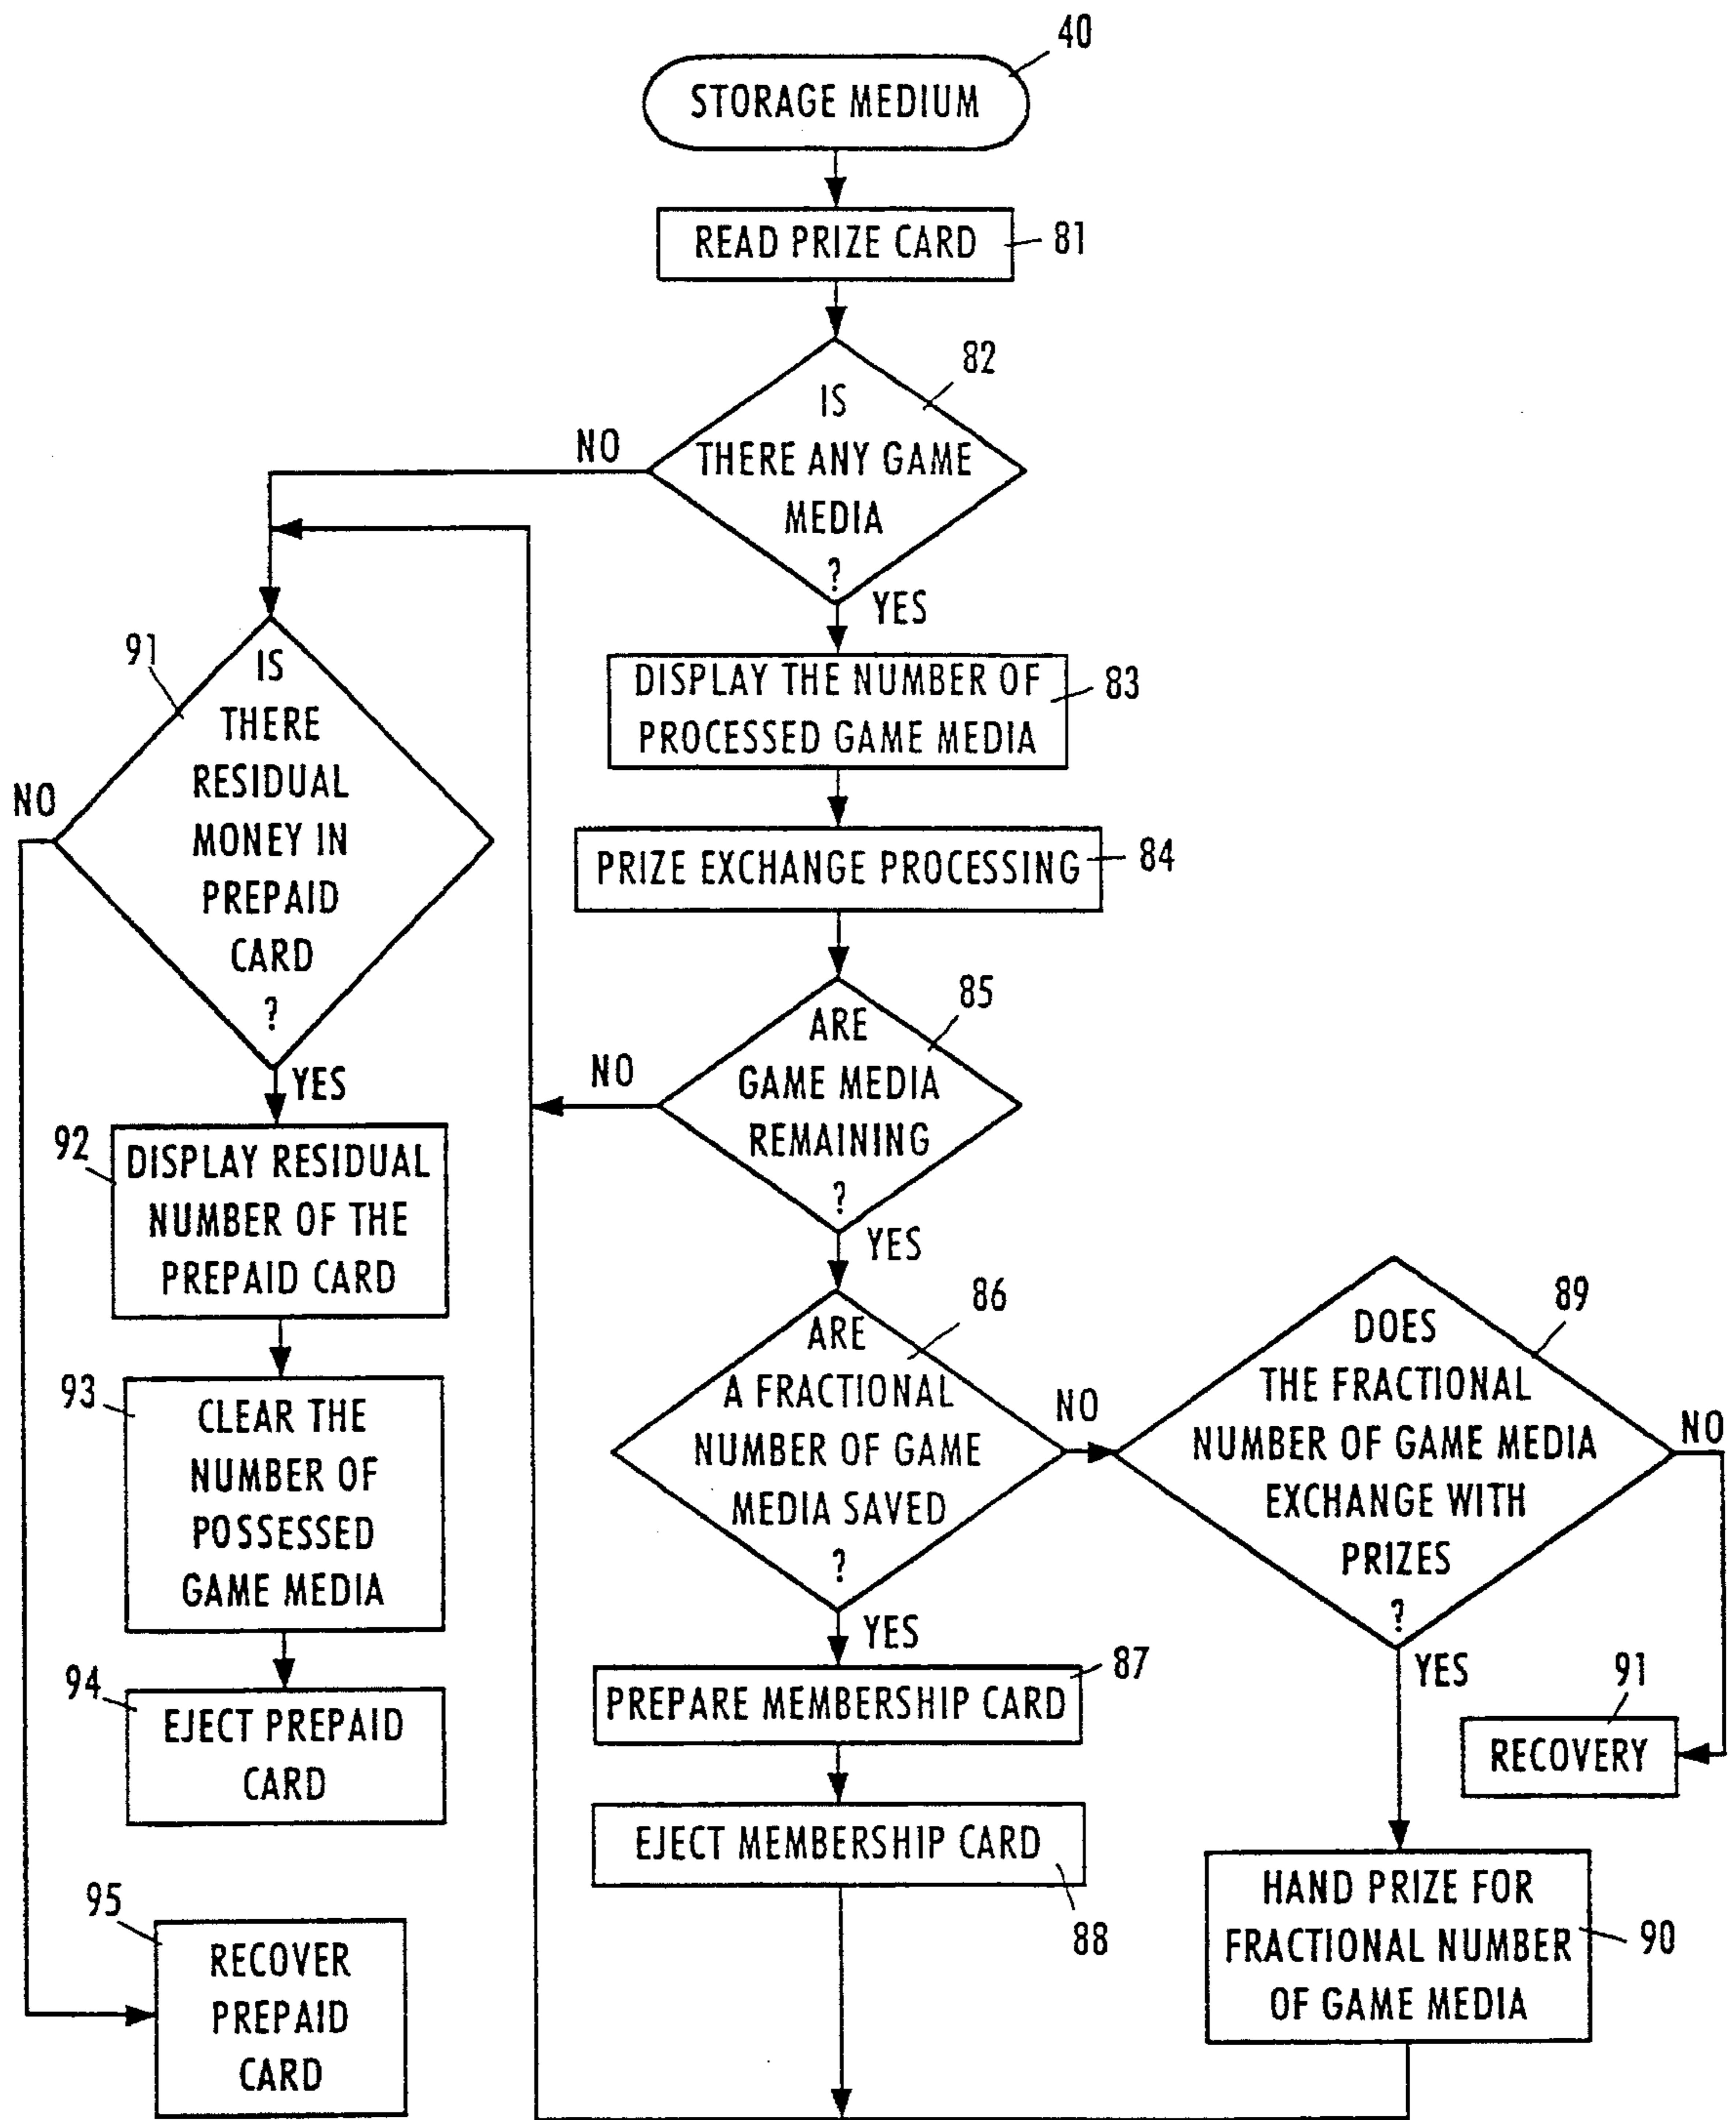 40
STORAGE MEDIUM
READ PRIZE CARD
81
82
IS
THERE ANY GAME
MEDIA
?
NO
YES
DISPLAY THE NUMBER OF
PROCESSED GAME MEDIA
83
PRIZE EXCHANGE PROCESSING
84
85
ARE
GAME MEDIA
REMAINING
?
NO
YES
86
ARE
A FRACTIONAL
NUMBER OF GAME
MEDIA SAVED
?
NO
YES
87
PREPARE MEMBERSHIP CARD
EJECT MEMBERSHIP CARD
88
89
DOES
THE FRACTIONAL
NUMBER OF GAME MEDIA
EXCHANGE WITH
PRIZES
?
NO
YES
91
RECOVERY
HAND PRIZE FOR
FRACTIONAL NUMBER
OF GAME MEDIA
90
91
IS
THERE
RESIDUAL
MONEY IN
PREPAID
CARD
?
NO
YES
92
DISPLAY RESIDUAL
NUMBER OF THE
PREPAID CARD
93
CLEAR THE
NUMBER OF
POSSESSED
GAME MEDIA
94
EJECT PREPAID
CARD
95
RECOVER
PREPAID
CARD